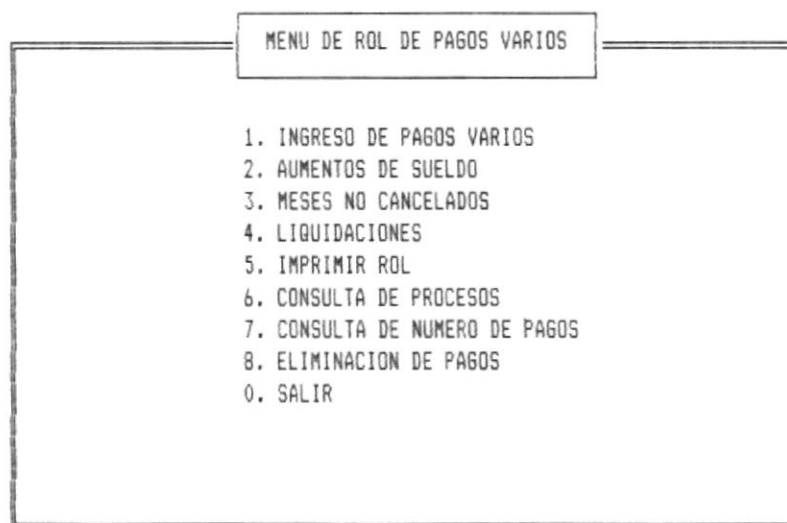 MENU DE ROL DE PAGOS VARIOS
1. INGRESO DE PAGOS VARIOS
2. AUMENTOS DE SUELDO
3. MESES NO CANCELADOS
4. LIQUIDACIONES
5. IMPRIMIR ROL
6. CONSULTA DE PROCESOS
7. CONSULTA DE NUMERO DE PAGOS
8. ELIMINACION DE PAGOS
0. SALIR